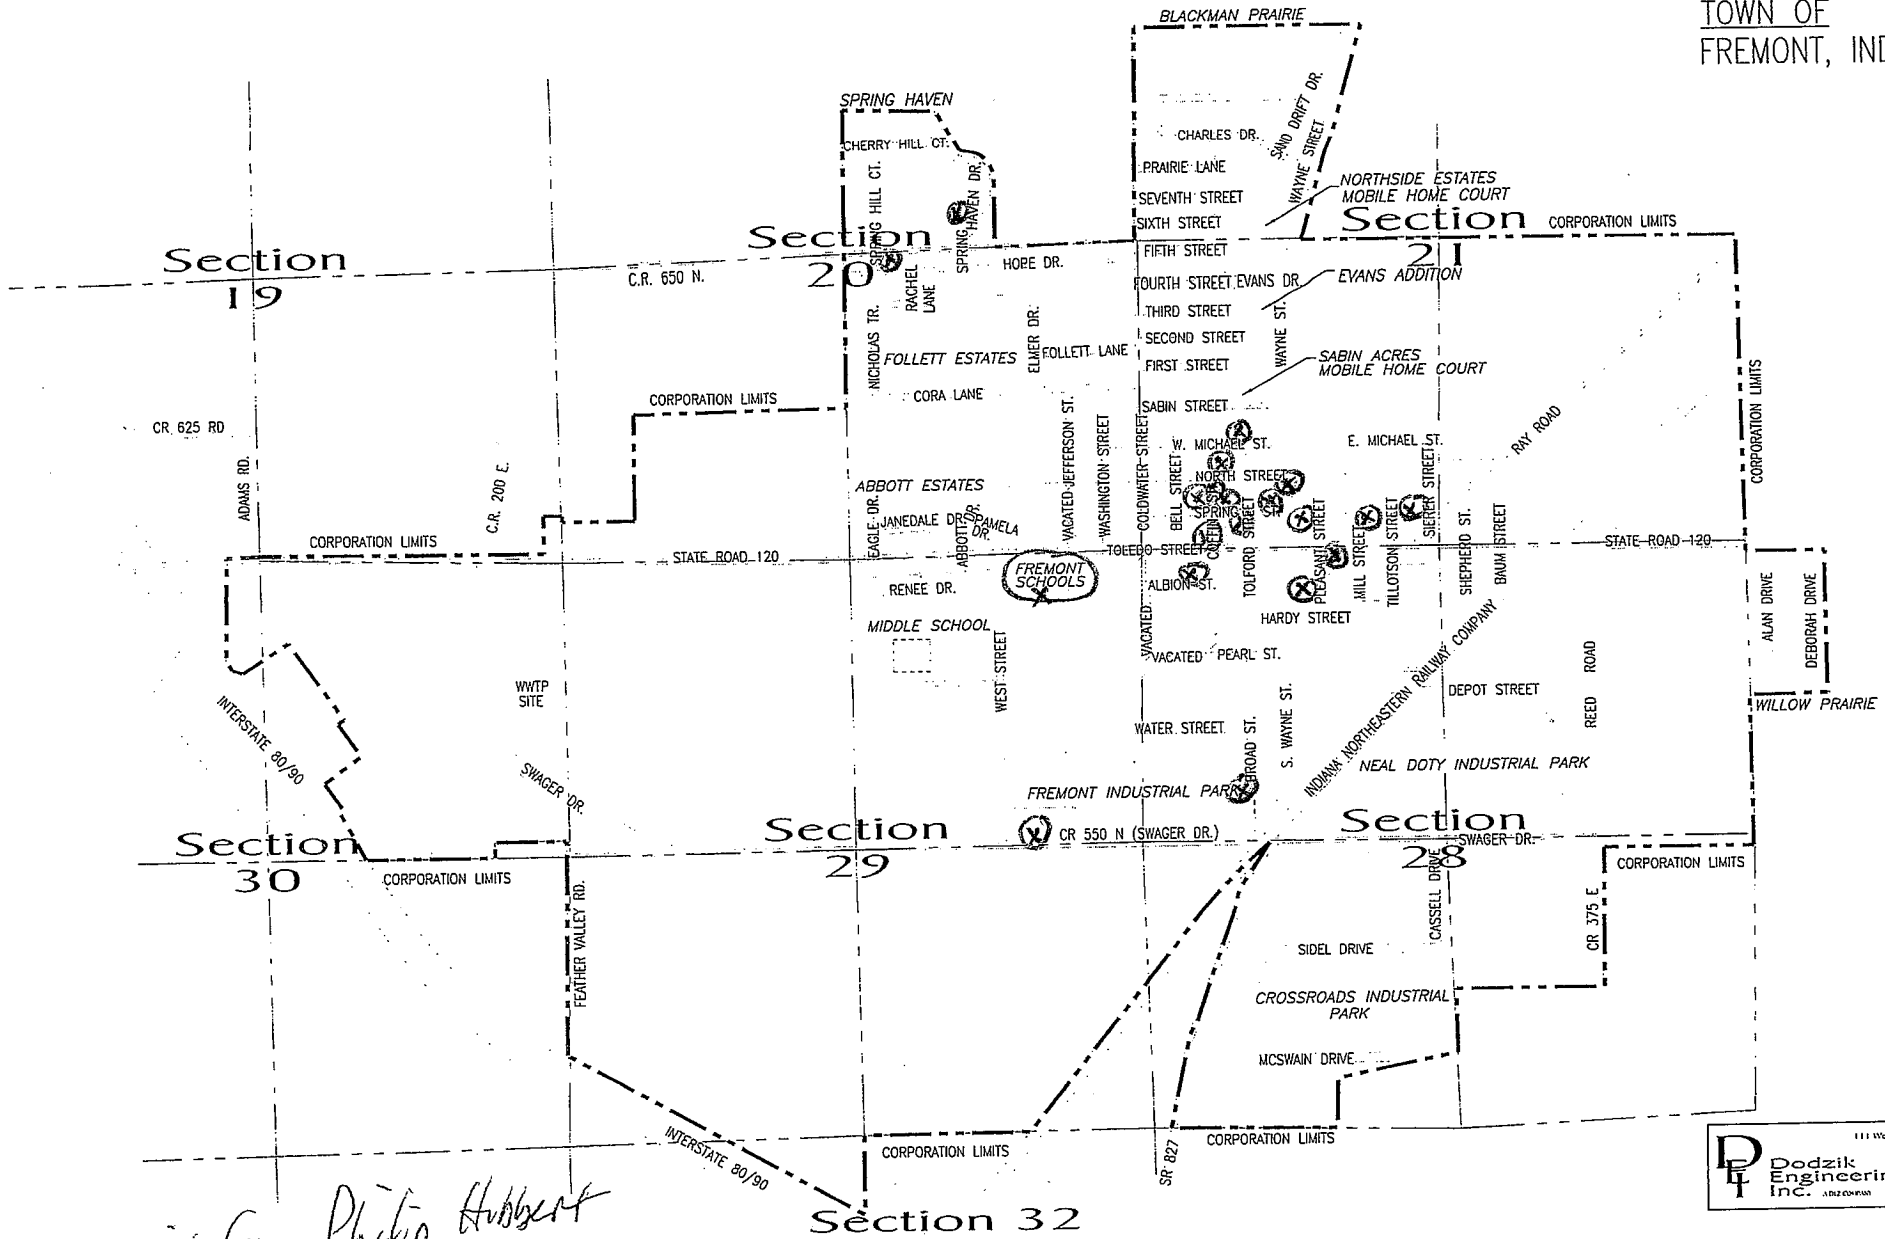 TOWN OF
FREMONT, IND
BLACKMAN PRAIRIE
SPRING HAVEN
CHERRY HILL CT.
SPRING HILL CT.
SPRING HAVEN DR.
CHARLES DR.
SAND DRIFT DR.
WAYNE STREET
PRAIRIE LANE
SEVENTH STREET
SIXTH STREET
NORTHSIDE ESTATES
MOBILE HOME COURT
Section
19
Section
20
Section
21
CORPORATION LIMITS
C.R. 650 N.
HOPE DR.
FIFTH STREET
FOURTH STREET
EVANS DR.
EVANS ADDITION
RACHEL
LANE
NICHOLAS TR.
ELMER DR.
THIRD STREET
SECOND STREET
FIRST STREET
WAYNE ST.
FOLLETT ESTATES
FOLLETT LANE
SABIN ACRES
MOBILE HOME COURT
CORA LANE
SABIN STREET
CORPORATION LIMITS
CORPORATION LIMITS
CR 625 RD
ADAMS RD.
C.R. 200 E.
VACATED JEFFERSON ST.
WASHINGTON STREET
COLDWATER STREET
W. MICHAEL ST.
E. MICHAEL ST.
RAY ROAD
BELL STREET
NORTH STREET
ABBOTT ESTATES
EAGLE DR.
JANEDALE DR.
PAMELA
DR.
ABBOTT DR.
SPRING ST.
COFFIN ST.
TOLFORD STREET
PLEASANT STREET
MILL STREET
TILLOTSON STREET
SIERER STREET
SHEPHERD ST.
BAUM STREET
CORPORATION LIMITS
STATE ROAD 120
TOLEDO STREET
STATE ROAD 120
FREMONT
SCHOOLS
X
RENEE DR.
ALBION ST.
HARDY STREET
MIDDLE SCHOOL
WEST STREET
VACATED
VACATED PEARL ST.
ALAN DRIVE
DEBORAH DRIVE
WILLOW PRAIRIE
WWTP
SITE
INTERSTATE 80/90
DEPOT STREET
REED ROAD
WATER STREET
BROAD ST.
S. WAYNE ST.
INDIANA NORTHEASTERN RAILWAY COMPANY
NEAL DOTY INDUSTRIAL PARK
SWAGER DR.
FREMONT INDUSTRIAL PARK
CR 550 N (SWAGER DR.)
Section
30
Section
29
Section
28
SWAGER DR.
CORPORATION LIMITS
CORPORATION LIMITS
FEATHER VALLEY RD.
CASSELL DRIVE
CR 375 E
SIDEL DRIVE
CROSSROADS INDUSTRIAL
PARK
MCSWAIN DRIVE
INTERSTATE 80/90
CORPORATION LIMITS
SR 827
CORPORATION LIMITS
Section 32
Philip Hubbert
DEI
Dodzik
Engineerin
Inc.